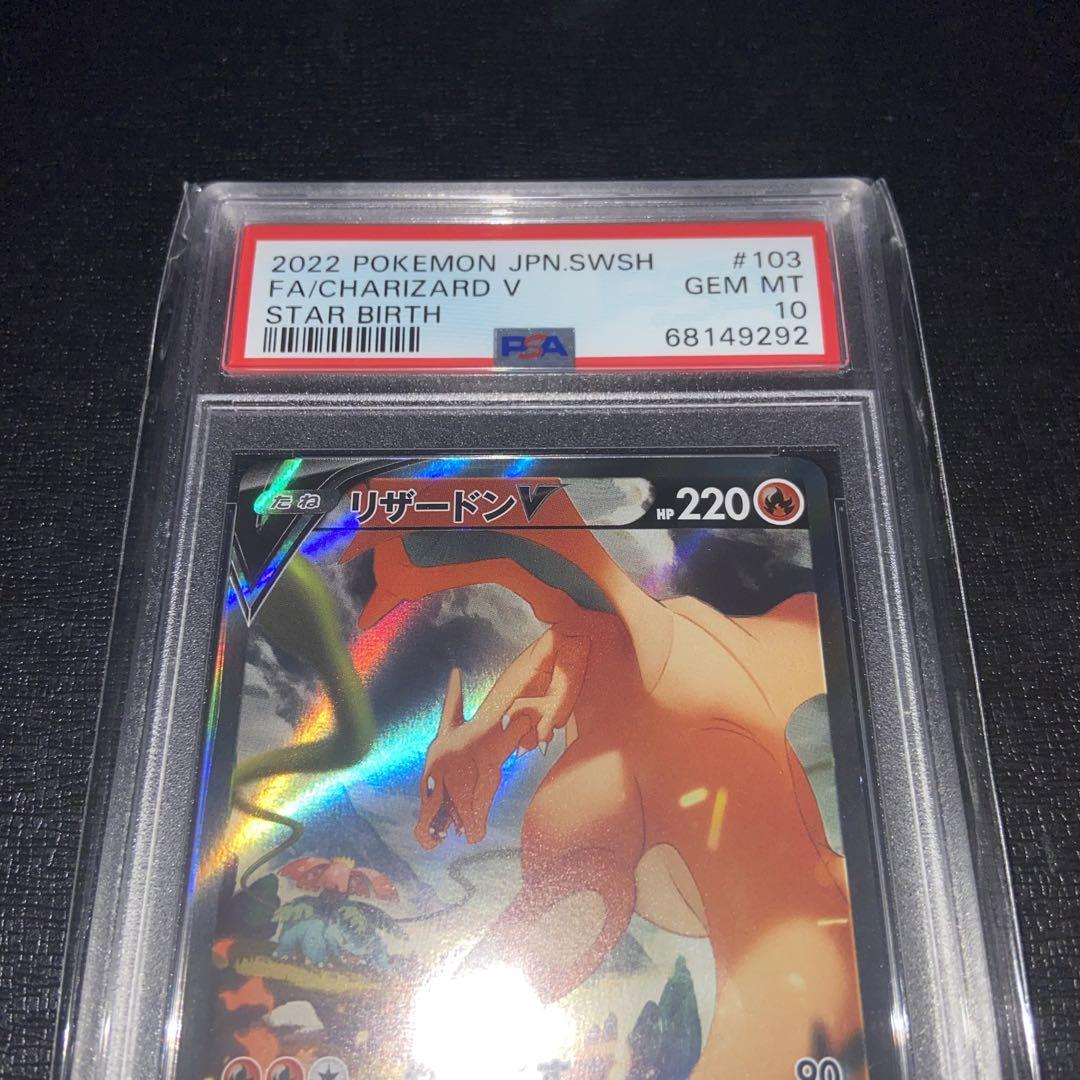 2022 POKEMON JPN.SWSH #103
FA/CHARIZARD V GEM MT
STAR BIRTH 10
PSA 68149292
たね リザードンV HP 220
90